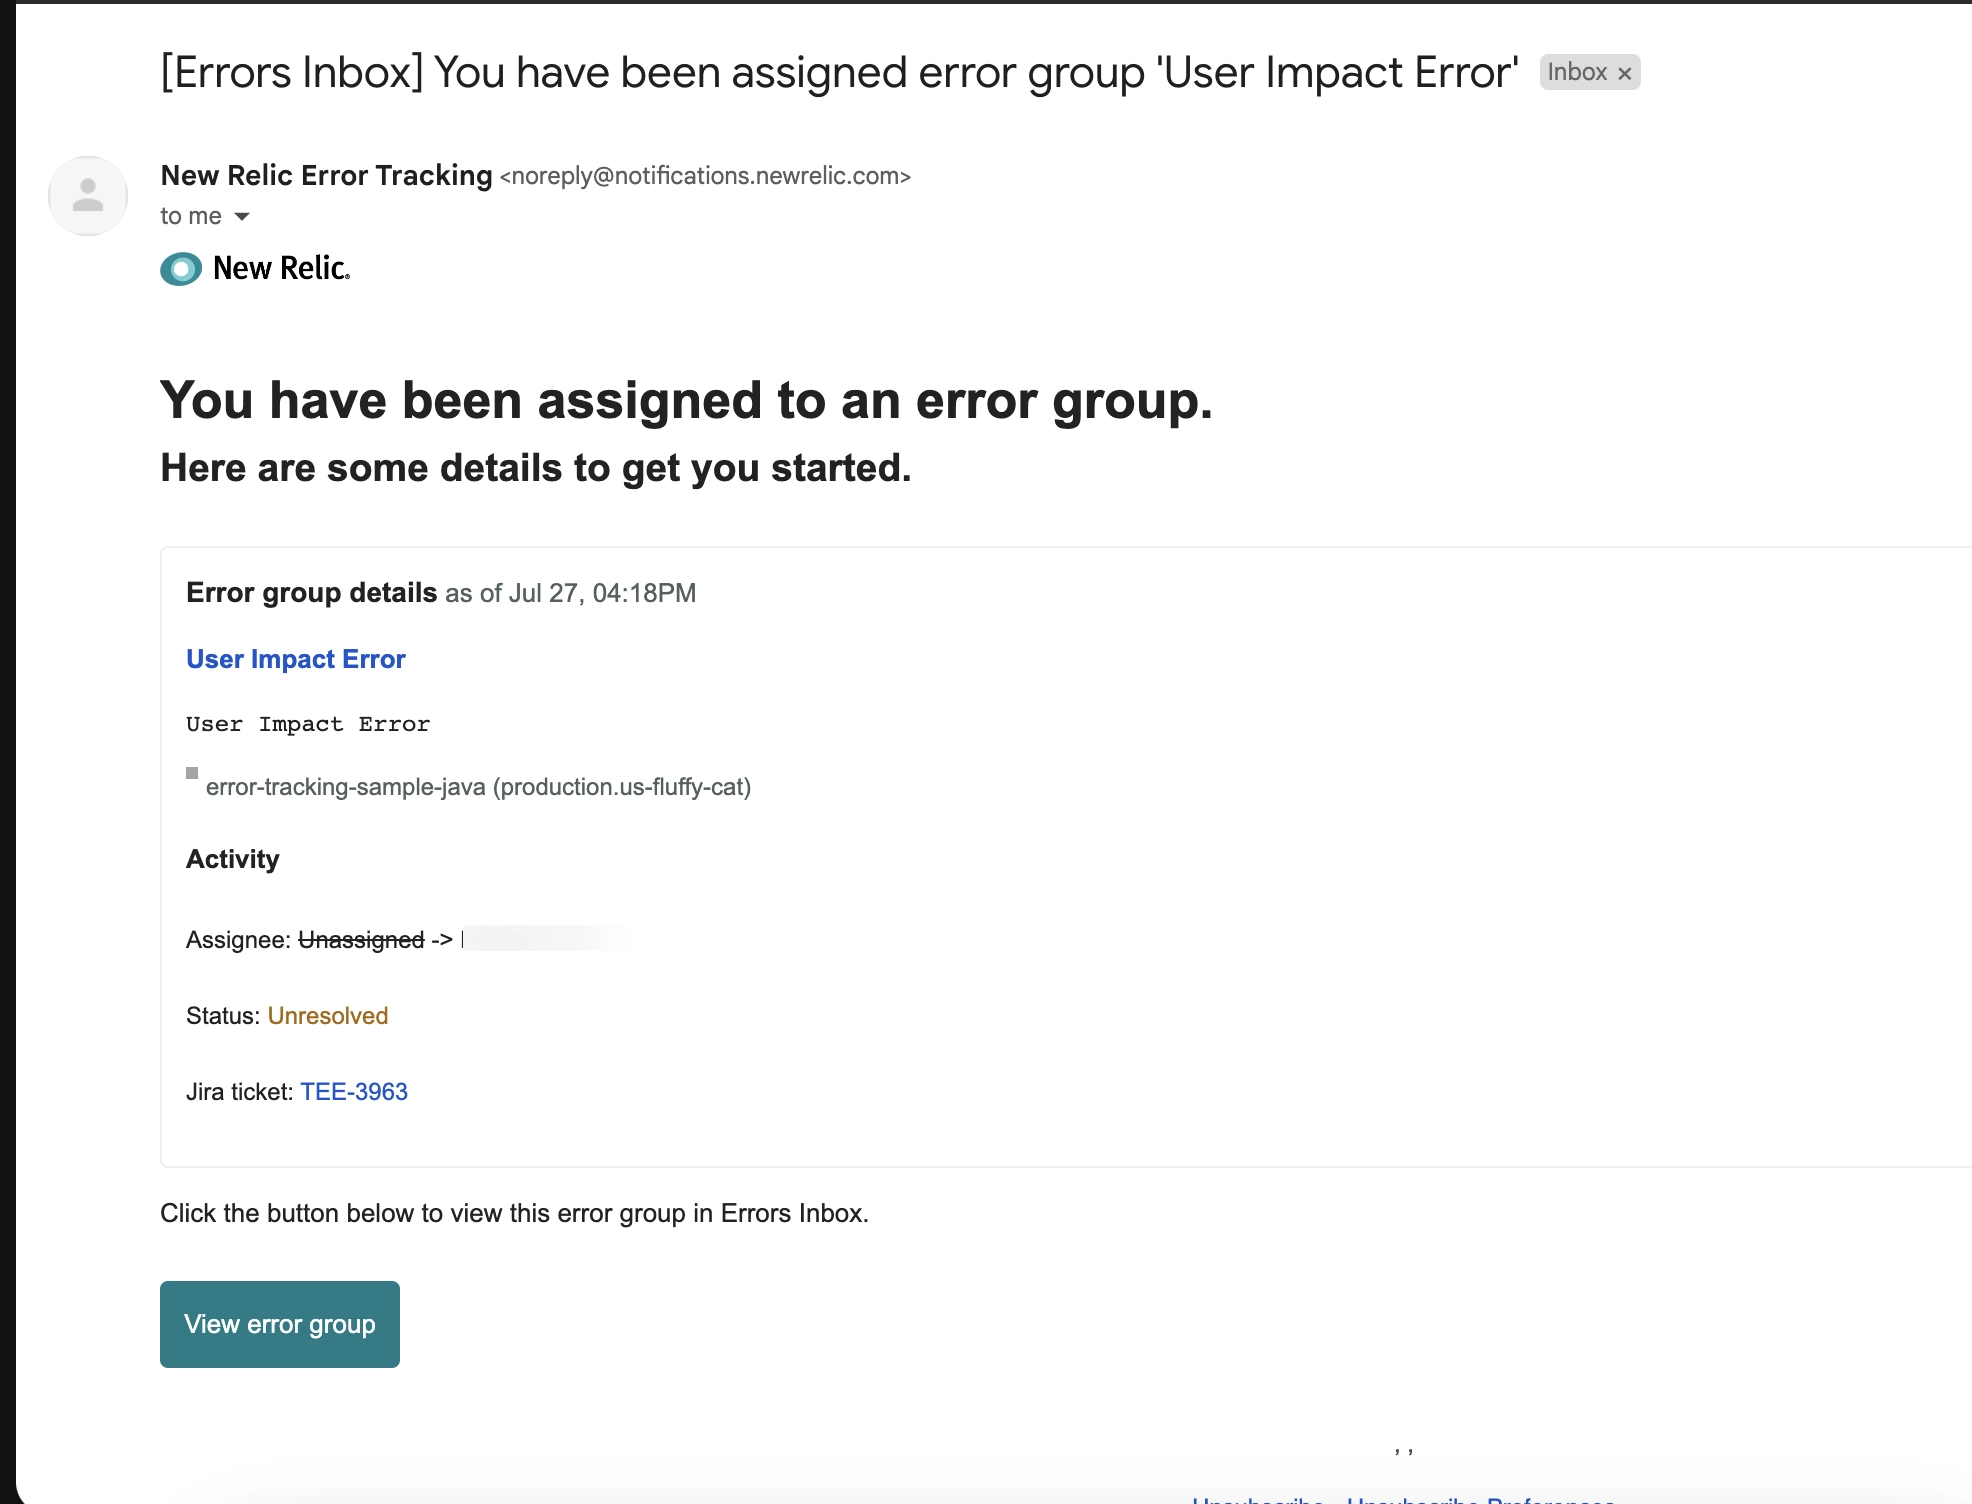 [Errors Inbox] You have been assigned error group 'User Impact Error' Inbox ×
New Relic Error Tracking <noreply@notifications.newrelic.com>
to me
New Relic.
You have been assigned to an error group.
Here are some details to get you started.
Error group details as of Jul 27, 04:18PM
User Impact Error
User Impact Error
error-tracking-sample-java (production.us-fluffy-cat)
Activity
Assignee: Unassigned ->
Status: Unresolved
Jira ticket: TEE-3963
Click the button below to view this error group in Errors Inbox.
View error group
, ,
Unsubscribe - Unsubscribe Preferences